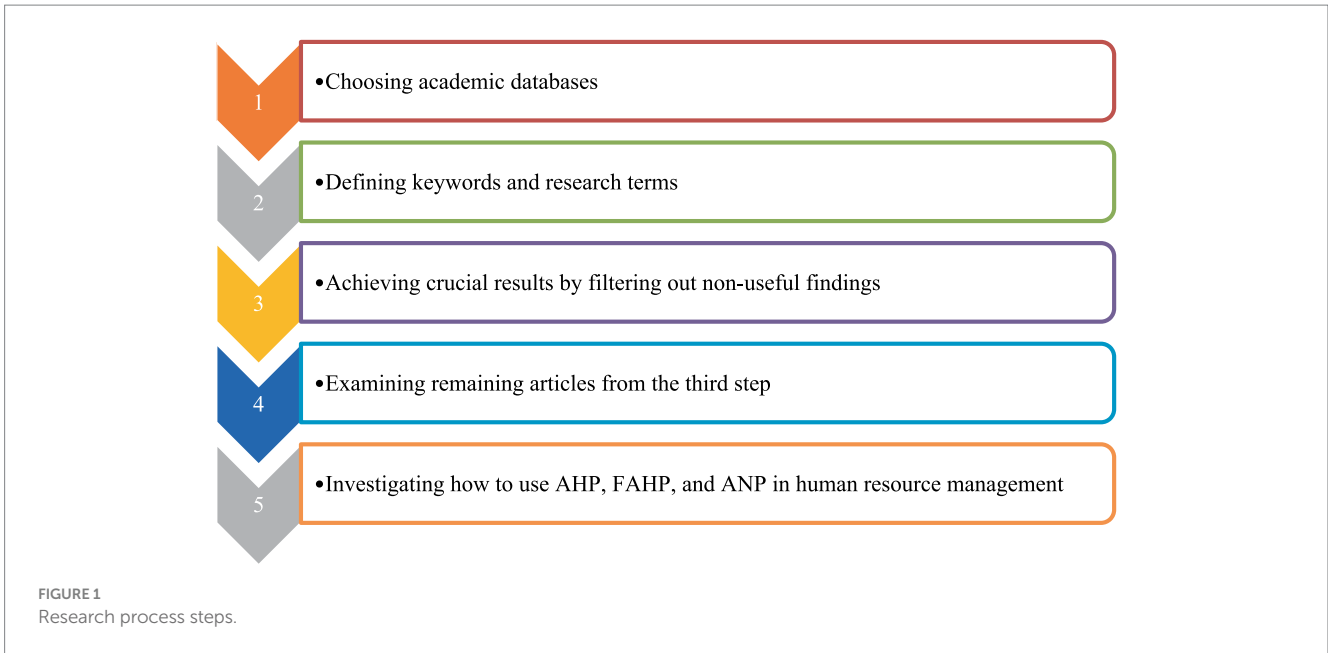 1
•Choosing academic databases
2
•Defining keywords and research terms
3
•Achieving crucial results by filtering out non-useful findings
4
•Examining remaining articles from the third step
5
•Investigating how to use AHP, FAHP, and ANP in human resource management
FIGURE 1
Research process steps.